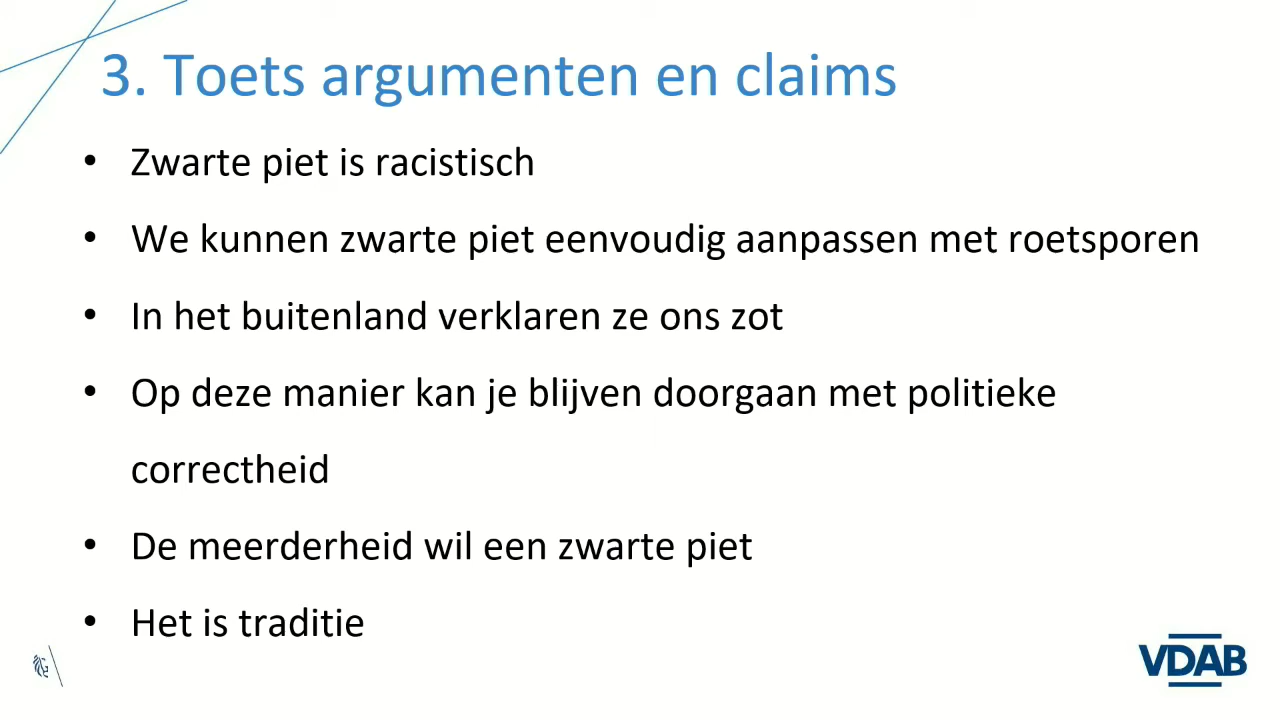 3. Toets argumenten en claims
• Zwarte piet is racistisch
• We kunnen zwarte piet eenvoudig aanpassen met roetsporen
• In het buitenland verklaren ze ons zot
• Op deze manier kan je blijven doorgaan met politieke
correctheid
• De meerderheid wil een zwarte piet
• Het is traditie
VDAB